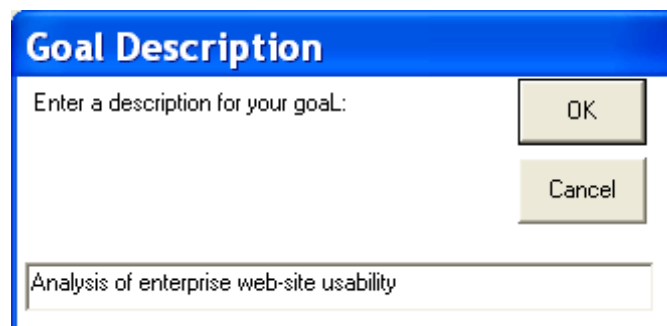 Goal Description
Enter a description for your goaL:
OK
Cancel
Analysis of enterprise web-site usability